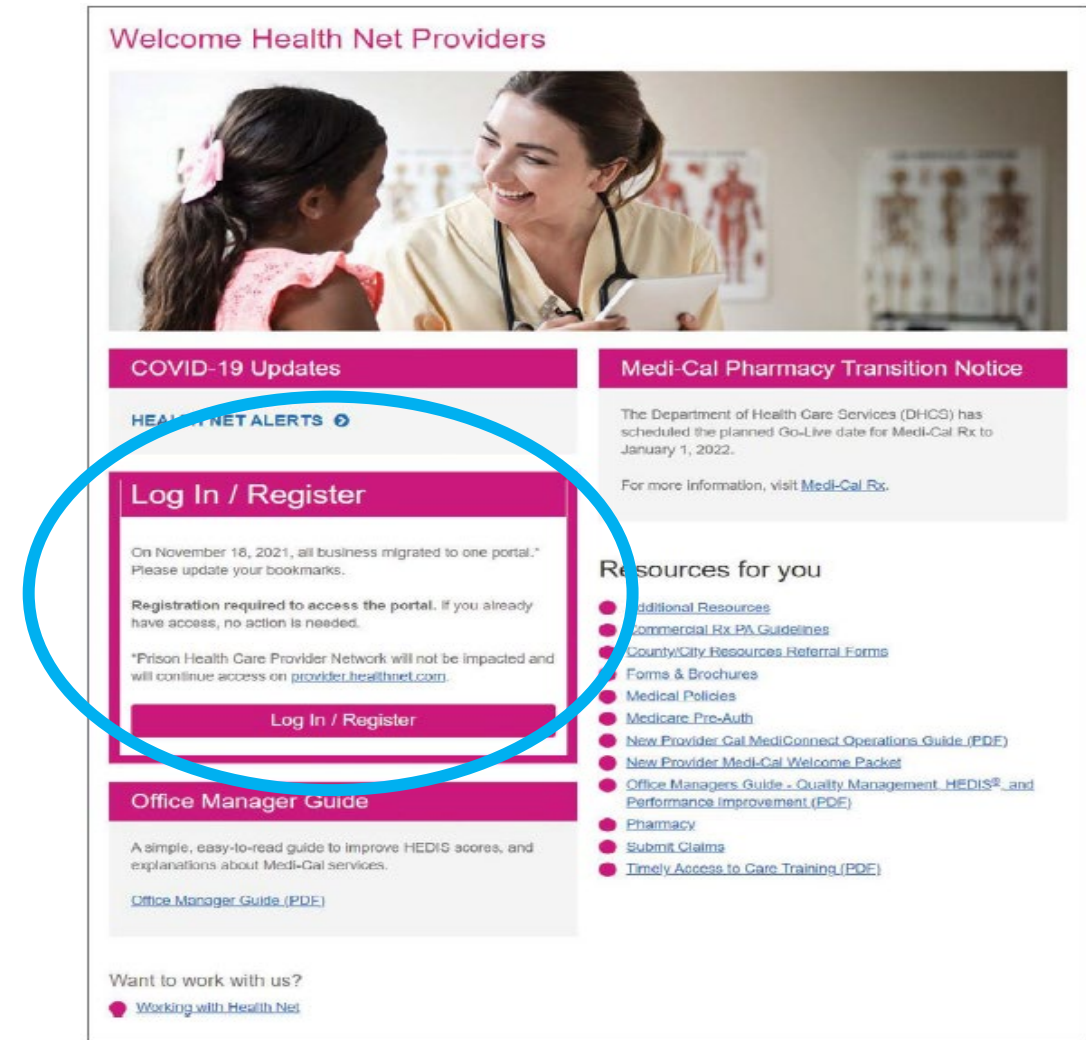 Welcome Health Net Providers
COVID-19 Updates
HEALTH NET ALERTS
Log In / Register
On November 18, 2021, all business migrated to one portal.*
Please update your bookmarks.
Registration required to access the portal. If you already
have access, no action is needed.
*Prison Health Care Provider Network will not be impacted and
will continue access on provider.healthnet.com.
Log In / Register
Office Manager Guide
A simple, easy-to-read guide to improve HEDIS scores, and
explanations about Medi-Cal services.
Office Manager Guide (PDF)
Want to work with us?
Working with Health Net
Medi-Cal Pharmacy Transition Notice
The Department of Health Care Services (DHCS) has
scheduled the planned Go-Live date for Medi-Cal Rx to
January 1, 2022.
For more information, visit Medi-Cal Rx.
Resources for you
Additional Resources
Commercial Rx PA Guidelines
County/City Resources Referral Forms
Forms & Brochures
Medical Policies
Medicare Pre-Auth
New Provider Cal MediConnect Operations Guide (PDF)
New Provider Medi-Cal Welcome Packet
Office Managers Guide - Quality Management, HEDIS®, and
Performance Improvement (PDF)
Pharmacy
Submit Claims
Timely Access to Care Training (PDF)